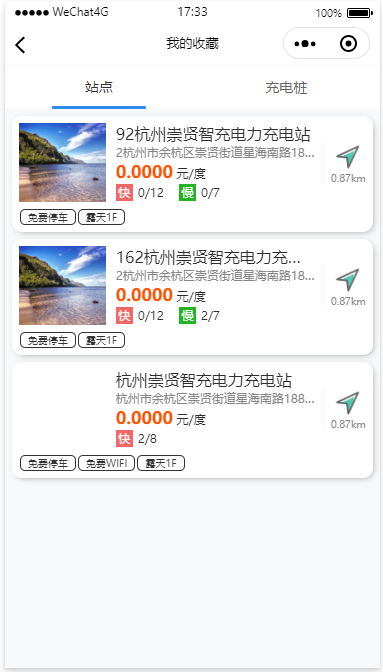 WeChat4G 17:33 100%
我的收藏
站点 充电桩
92杭州崇贤智充电力充电站
2杭州市余杭区崇贤街道星海南路18...
0.0000 元/度
快 0/12 慢 0/7
0.87km
免费停车 露天1F
162杭州崇贤智充电力充...
2杭州市余杭区崇贤街道星海南路18...
0.0000 元/度
快 0/12 慢 2/7
0.87km
免费停车 露天1F
杭州崇贤智充电力充电站
杭州市余杭区崇贤街道星海南路188...
0.0000 元/度
快 2/8
0.87km
免费停车 免费WIFI 露天1F